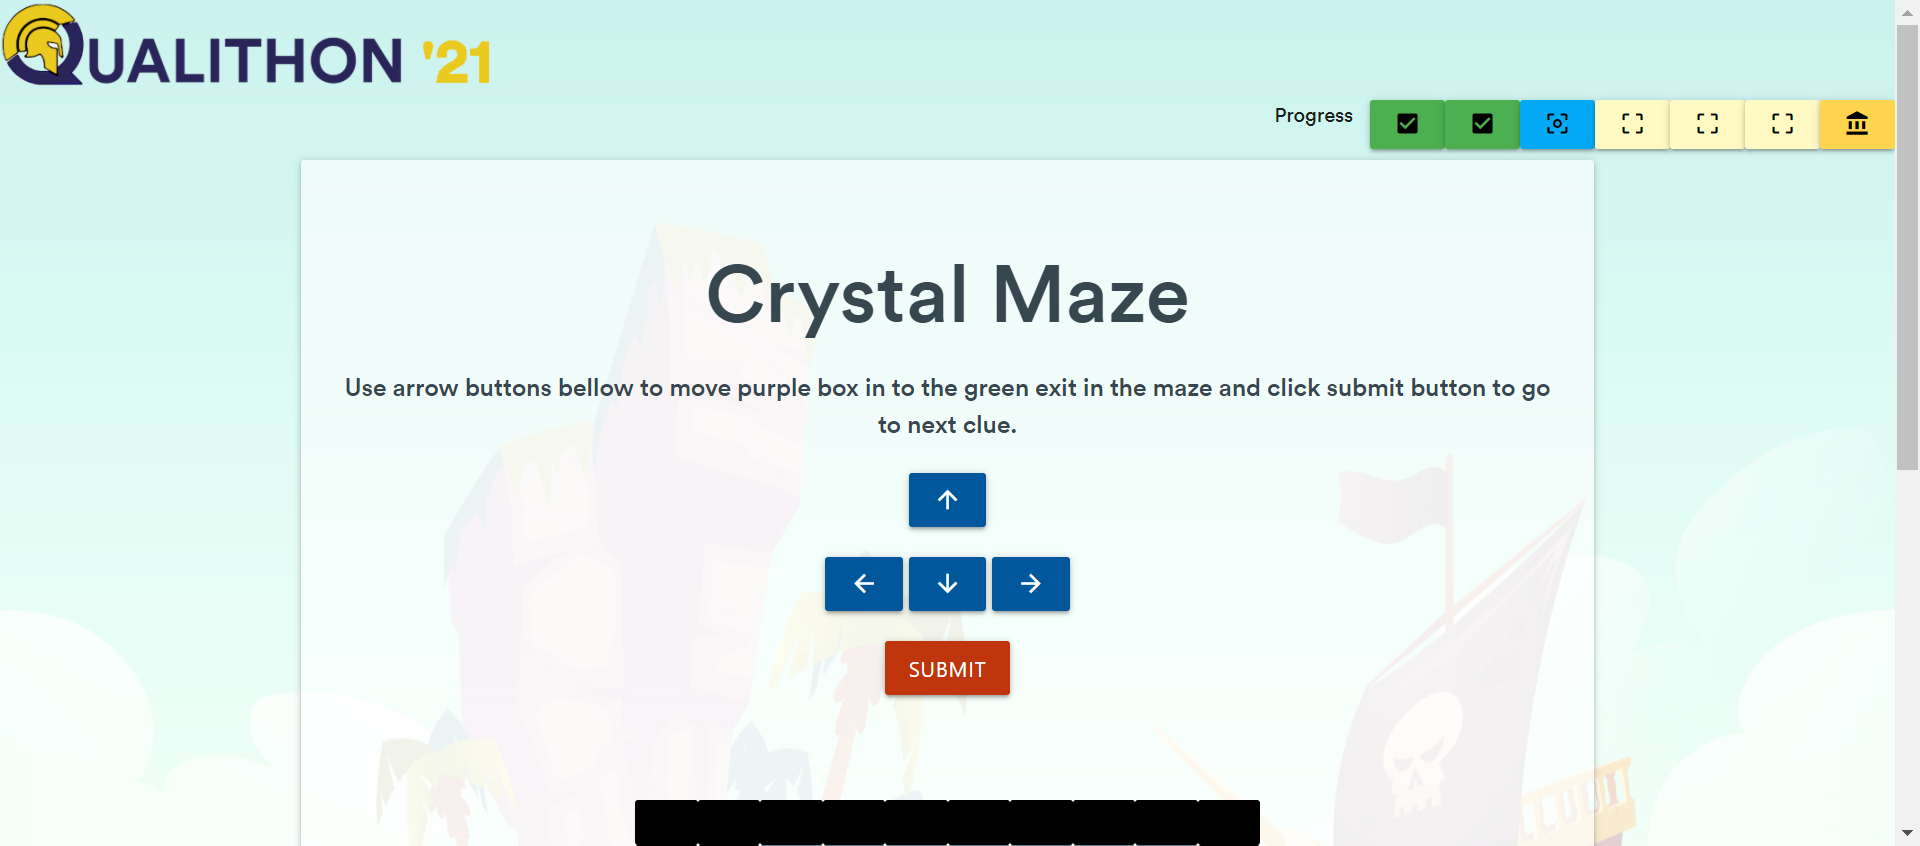 QUALITHON '21
Progress
Crystal Maze
Use arrow buttons bellow to move purple box in to the green exit in the maze and click submit button to go
to next clue.
SUBMIT